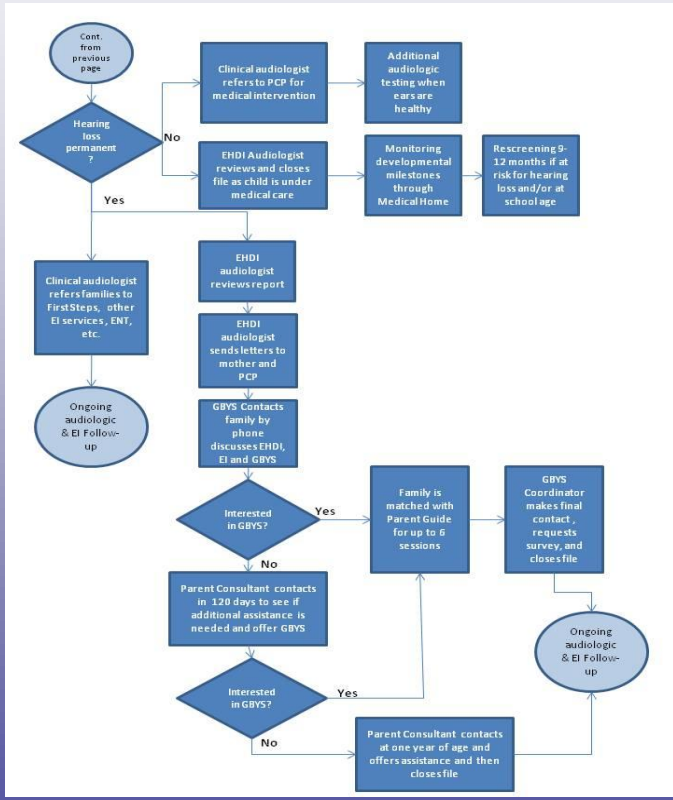 Cont.
from
previous
page
Hearing
loss
permanent
?
No
Clinical audiologist
refers to PCP for
medical intervention
Additional
audiologic
testing when
ears are
healthy
EHDI Audiologist
reviews and closes
file as child is under
medical care
Monitoring
developmental
milestones
through
Medical Home
Rescreening 9-
12 months if at
risk for hearing
loss and/or at
school age
Yes
Clinical audiologist
refers families to
First Steps, other
EI services, ENT,
etc.
Ongoing
audiologic
& EI Follow-
up
EHDI
audiologist
reviews report
EHDI
audiologist
sends letters to
mother and
PCP
GBYS Contacts
family by
phone
discusses EHDI,
EI and GBYS
Interested
in GBYS?
Yes
Family is
matched with
Parent Guide
for up to 6
sessions
GBYS
Coordinator
makes final
contact ,
requests
survey, and
closes file
No
Parent Consultant contacts
in 120 days to see if
additional assistance is
needed and offer GBYS
Interested
in GBYS?
Yes
Ongoing
audiologic
& EI Follow-
up
No
Parent Consultant contacts
at one year of age and
offers assistance and then
closes file